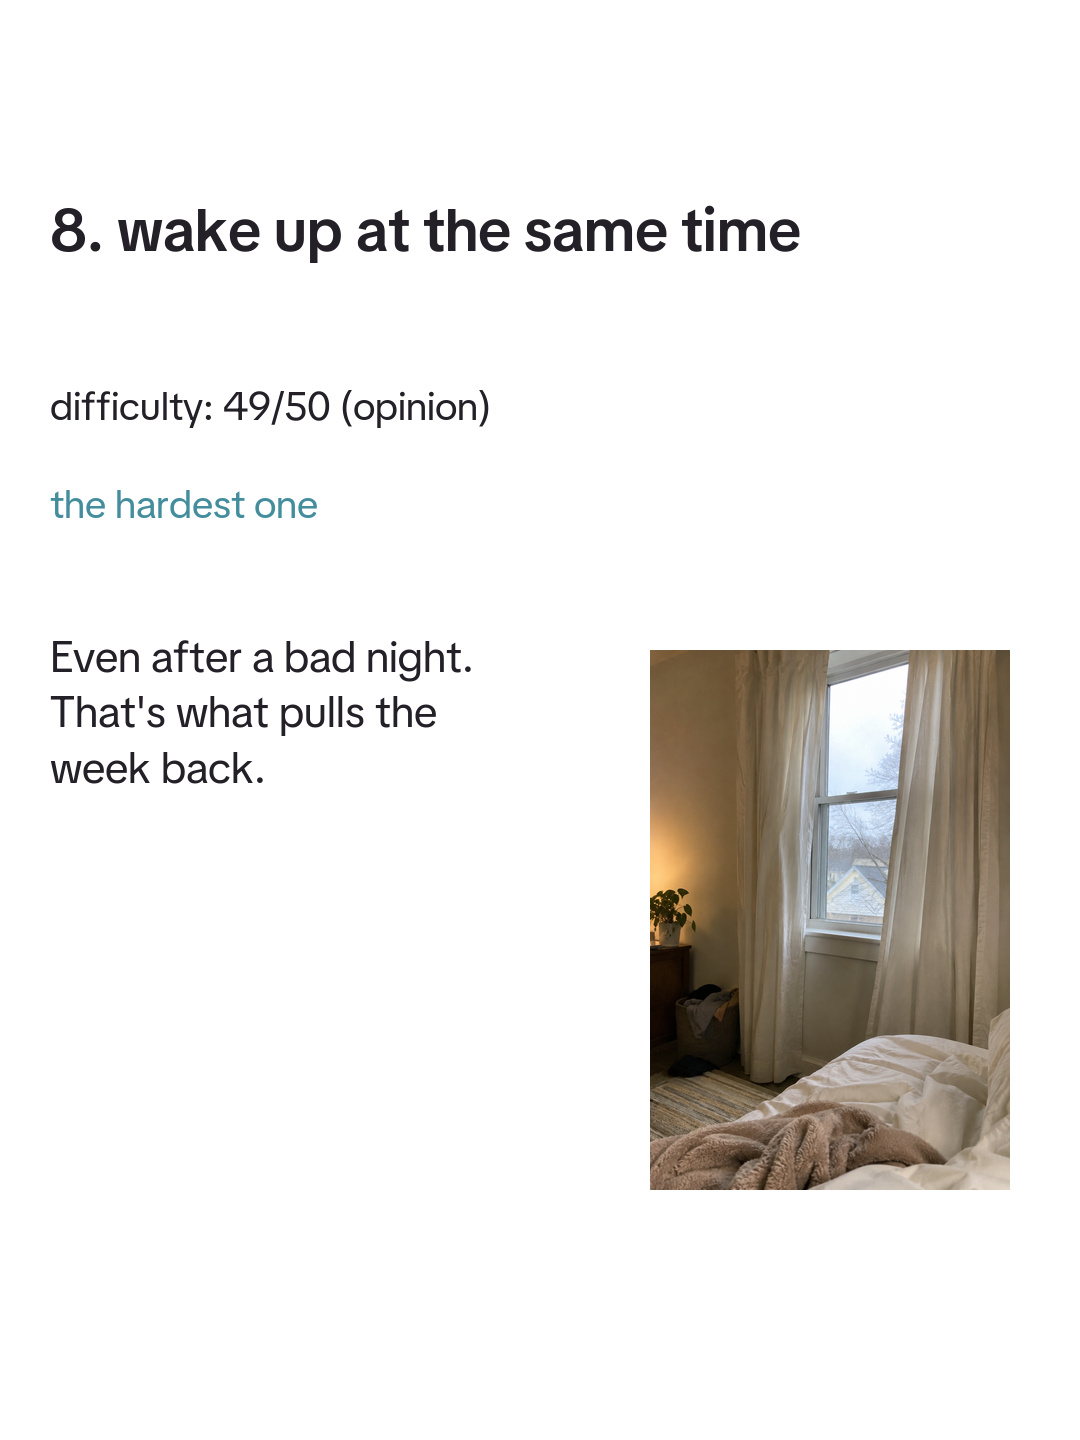 8. wake up at the same time
difficulty: 49/50 (opinion)
the hardest one
Even after a bad night.
That's what pulls the
week back.